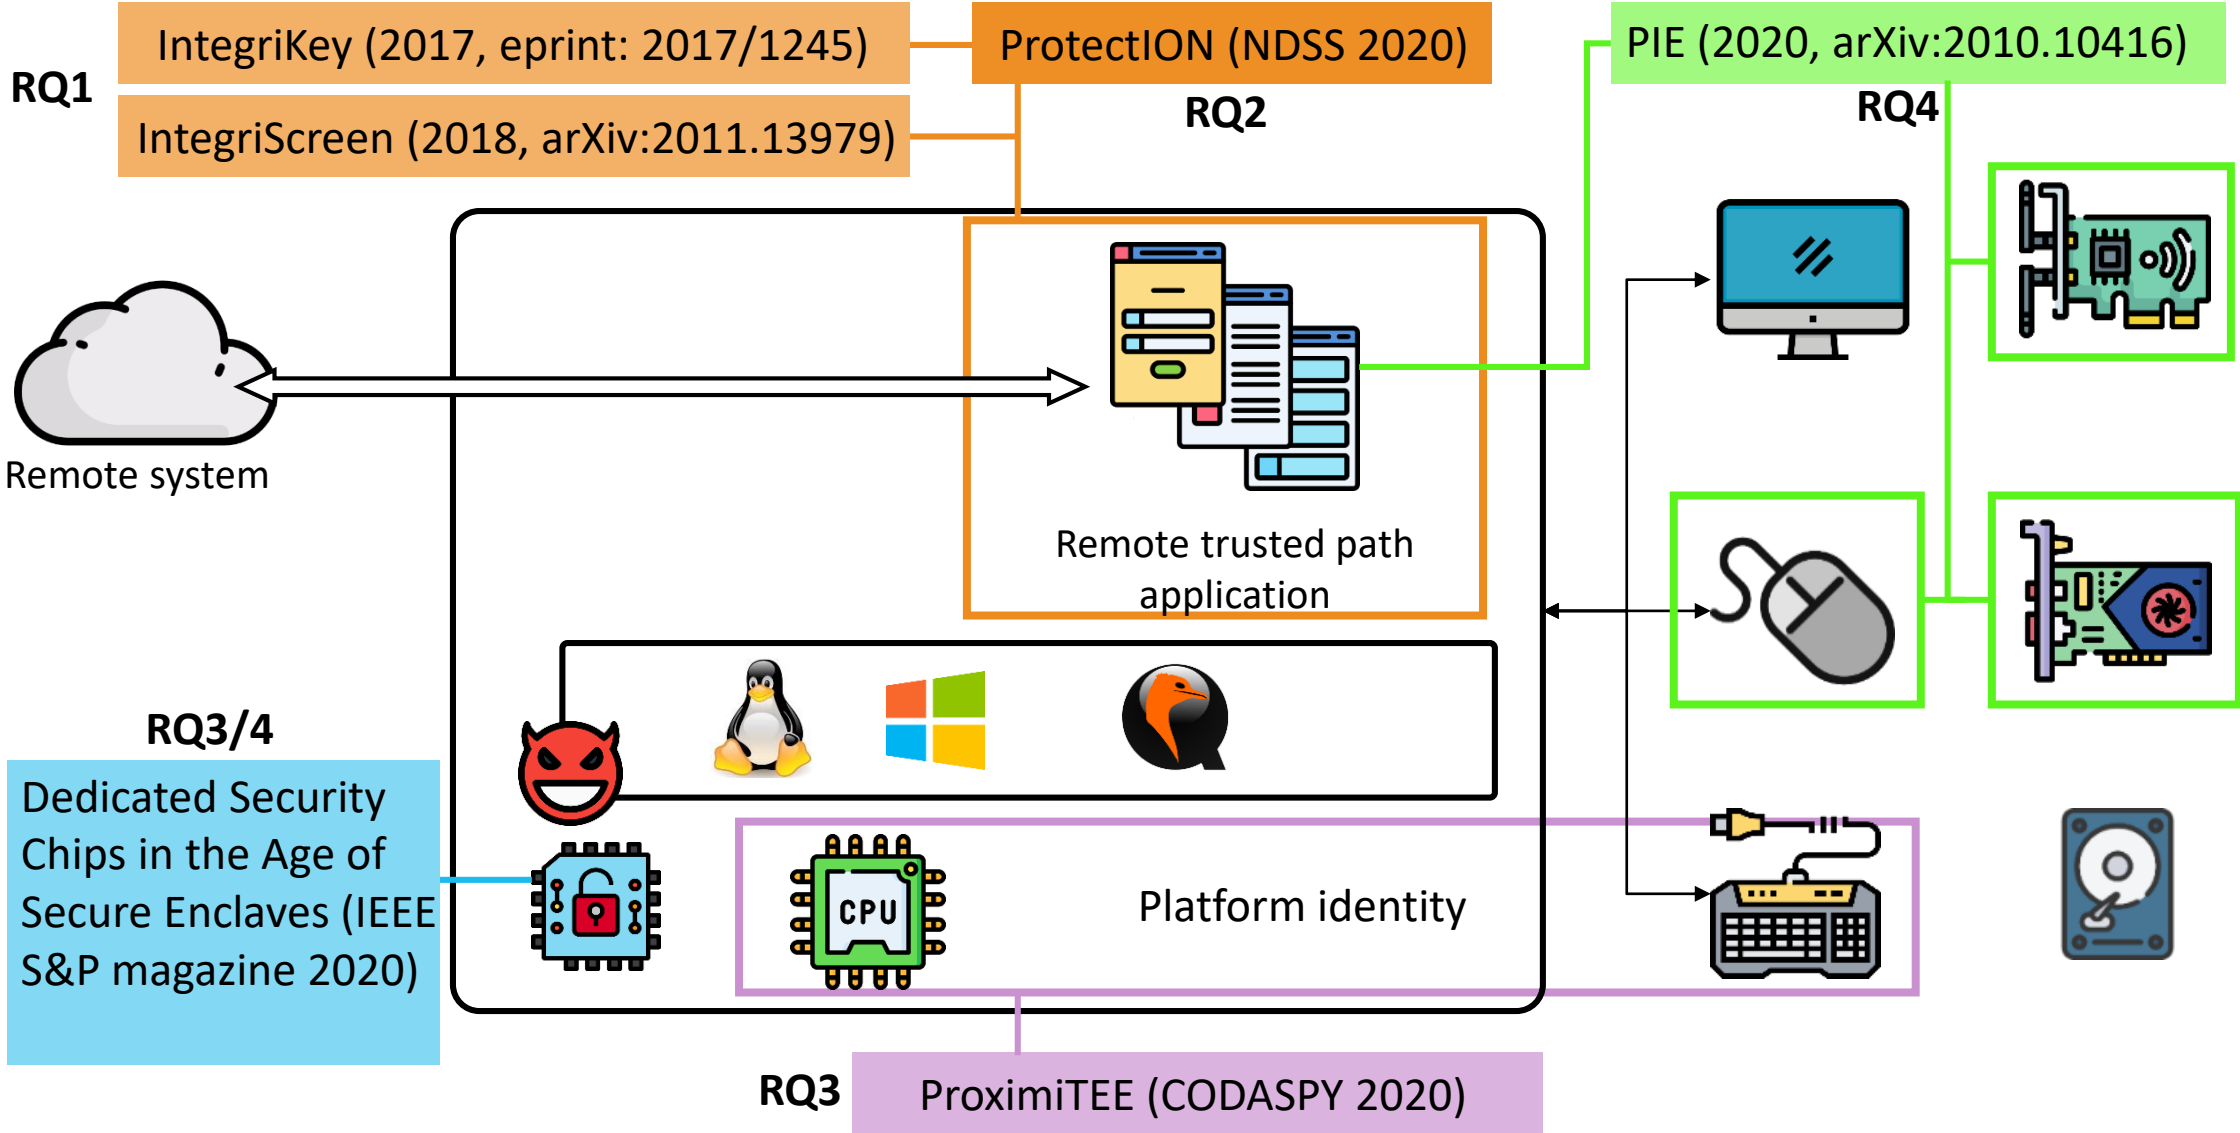 IntegriKey (2017, eprint: 2017/1245)
ProtectION (NDSS 2020)
PIE (2020, arXiv:2010.10416)
RQ1
RQ2
RQ4
IntegriScreen (2018, arXiv:2011.13979)
Remote system
Remote trusted path
application
RQ3/4
Dedicated Security
Chips in the Age of
Secure Enclaves (IEEE
S&P magazine 2020)
CPU
Platform identity
RQ3
ProximiTEE (CODASPY 2020)